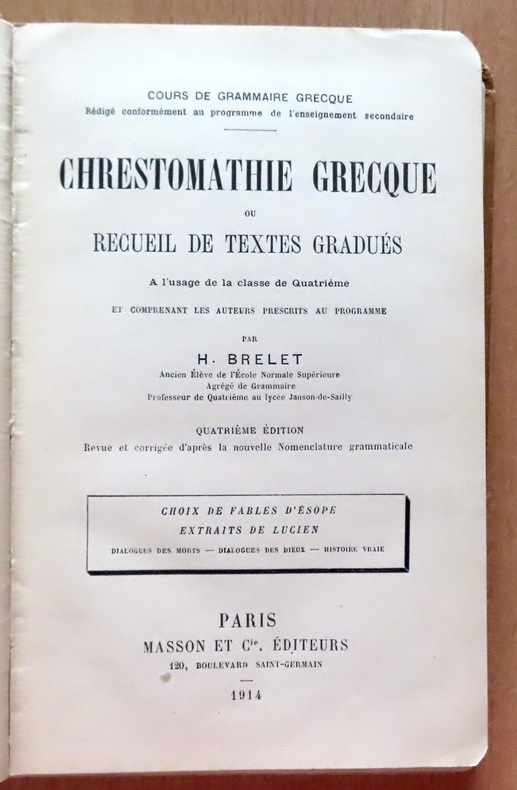 COURS DE GRAMMAIRE GRECQUE
Rédigé conformément au programme de l'enseignement secondaire
CHRESTOMATHIE GRECQUE
OU
RECUEIL DE TEXTES GRADUÉS
A l'usage de la classe de Quatrième
ET COMPRENANT LES AUTEURS PRESCRITS AU PROGRAMME
PAR
H. BRELET
Ancien Élève de l'École Normale Supérieure
Agrégé de Grammaire
Professeur de Quatrième au lycée Janson-de-Sailly
QUATRIÈME ÉDITION
Revue et corrigée d'après la nouvelle Nomenclature grammaticale
CHOIX DE FABLES D'ÉSOPE
EXTRAITS DE LUCIEN
DIALOGUES DES MORTS — DIALOGUES DES DIEUX — HISTOIRE VRAIE
PARIS
MASSON ET Cie, ÉDITEURS
120, BOULEVARD SAINT-GERMAIN
1914